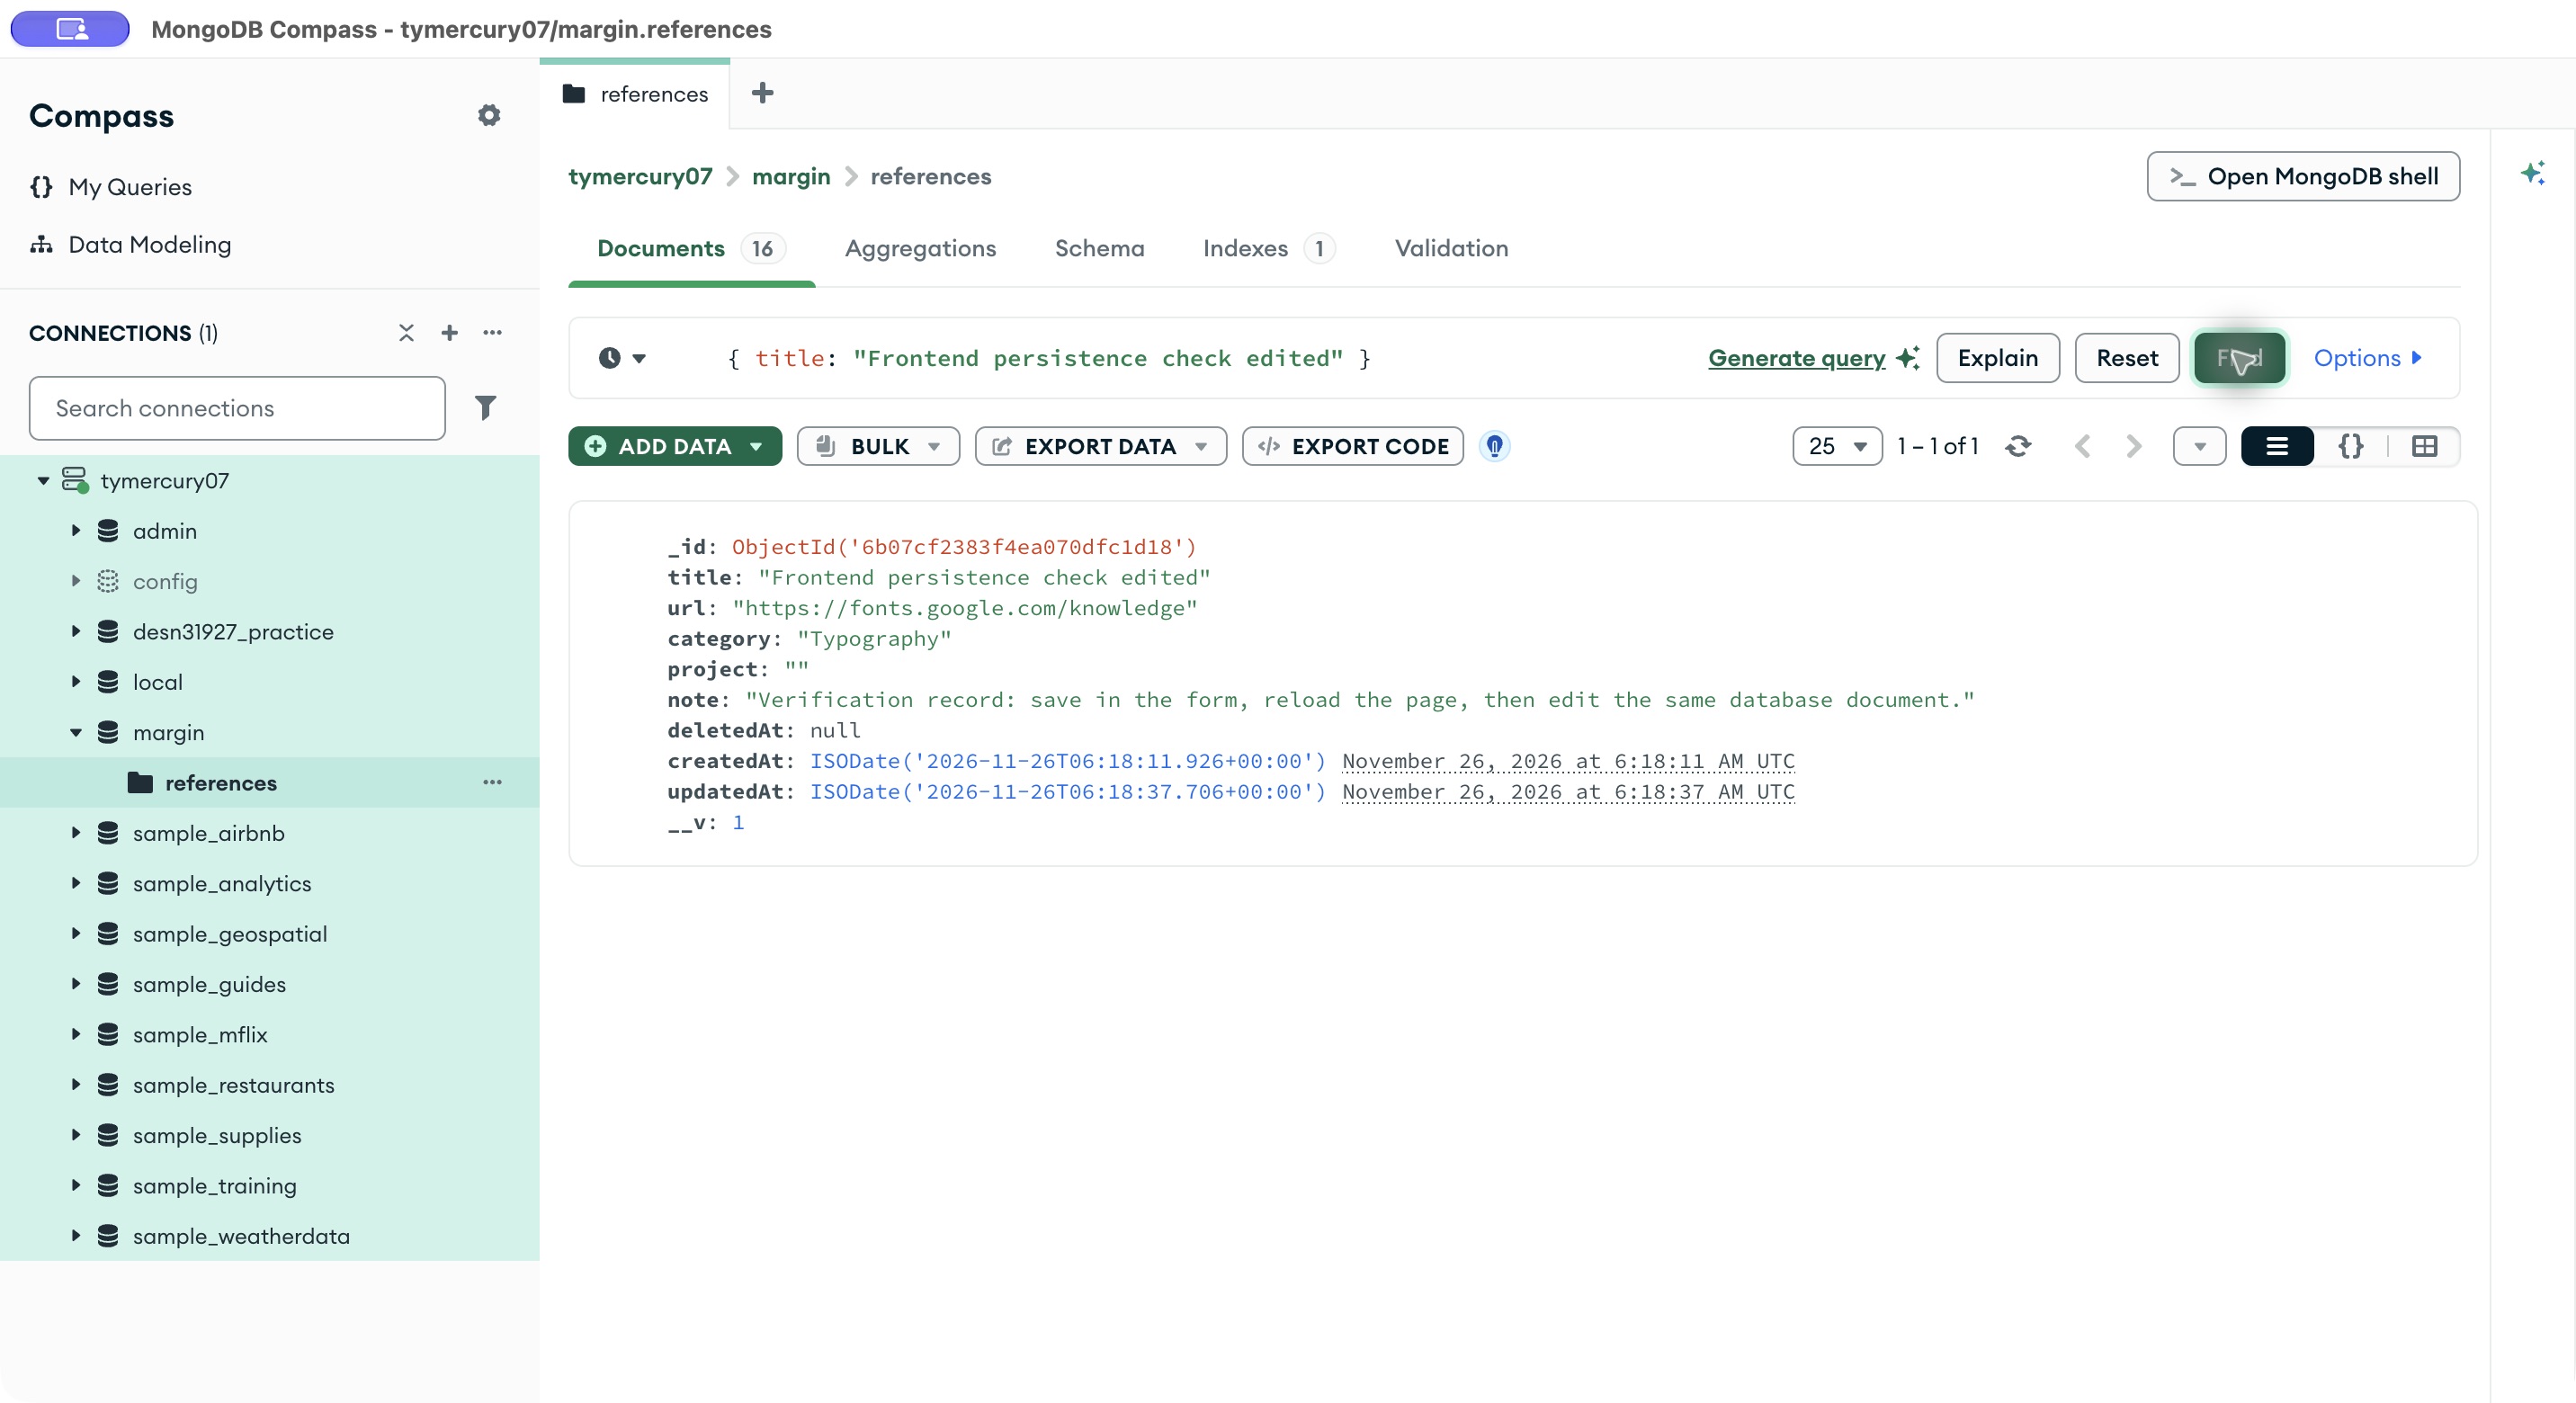 MongoDB Compass - tymercury07/margin.references
Compass
My Queries
Data Modeling
CONNECTIONS (1)
Search connections
tymercury07
admin
config
desn31927_practice
local
margin
references
sample_airbnb
sample_analytics
sample_geospatial
sample_guides
sample_mflix
sample_restaurants
sample_supplies
sample_training
sample_weatherdata
references
tymercury07 > margin > references
>_ Open MongoDB shell
Documents 16 Aggregations Schema Indexes 1 Validation
{ title: "Frontend persistence check edited" }
Generate query Explain Reset Options
ADD DATA BULK EXPORT DATA </> EXPORT CODE 25 1 – 1 of 1 {}
_id: ObjectId('6b07cf2383f4ea070dfc1d18')
title: "Frontend persistence check edited"
url: "https://fonts.google.com/knowledge"
category: "Typography"
project: ""
note: "Verification record: save in the form, reload the page, then edit the same database document."
deletedAt: null
createdAt: ISODate('2026-11-26T06:18:11.926+00:00') November 26, 2026 at 6:18:11 AM UTC
updatedAt: ISODate('2026-11-26T06:18:37.706+00:00') November 26, 2026 at 6:18:37 AM UTC
__v: 1